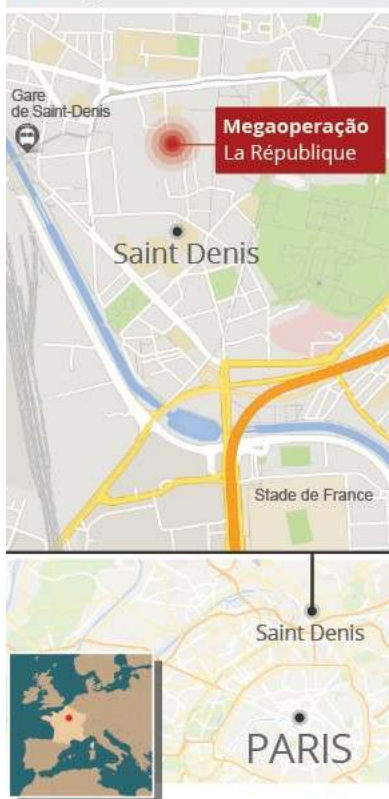 Gare
de Saint-Denis
Megaoperação
La République
Saint Denis
Stade de France
Saint Denis
PARIS